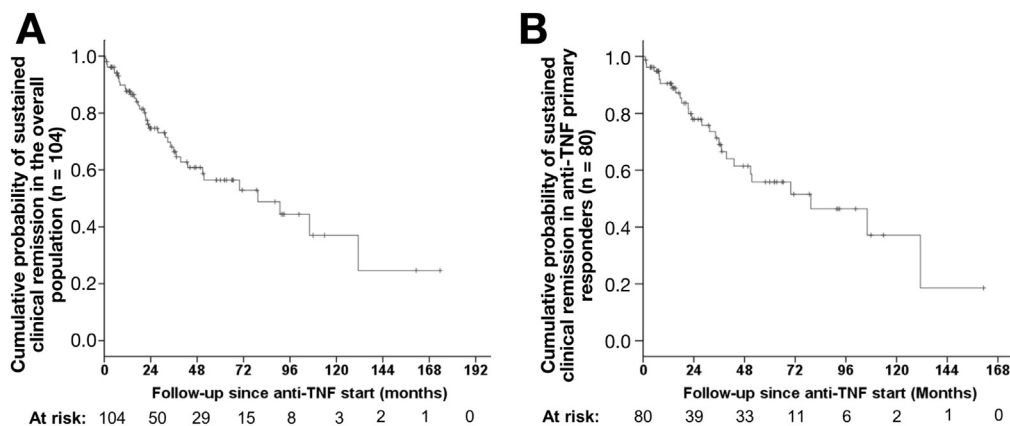 A
Cumulative probability of sustained
clinical remission in the overall
population (n = 104)
1.0
0.8
0.6
0.4
0.2
0.0
0 24 48 72 96 120 144 168 192
Follow-up since anti-TNF start (months)
At risk: 104 50 29 15 8 3 2 1 0
B
Cumulative probability of sustained
clinical remission in anti-TNF primary
responders (n = 80)
1.0
0.8
0.6
0.4
0.2
0.0
0 24 48 72 96 120 144 168
Follow-up since anti-TNF start (Months)
At risk: 80 39 33 11 6 2 1 0